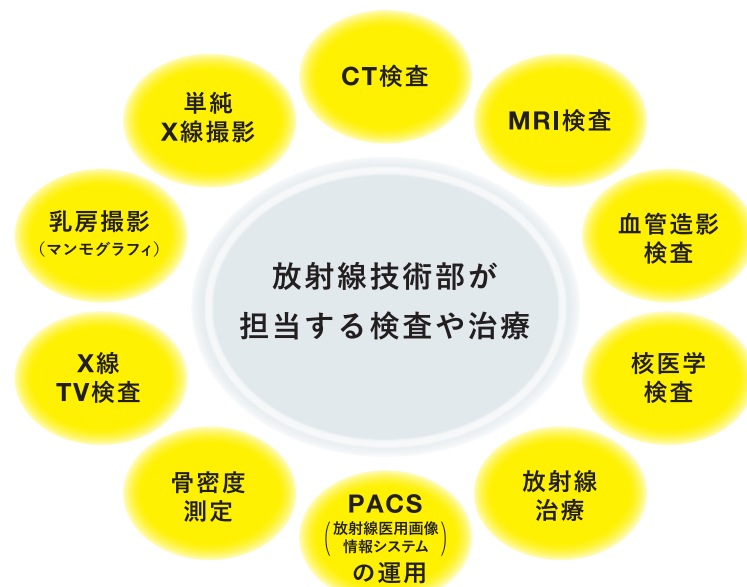 放射線技術部が
担当する検査や治療
CT検査
MRI検査
血管造影
検査
核医学
検査
放射線
治療
PACS
(放射線医用画像
情報システム)
の運用
骨密度
測定
X線
TV検査
乳房撮影
(マンモグラフィ)
単純
X線撮影